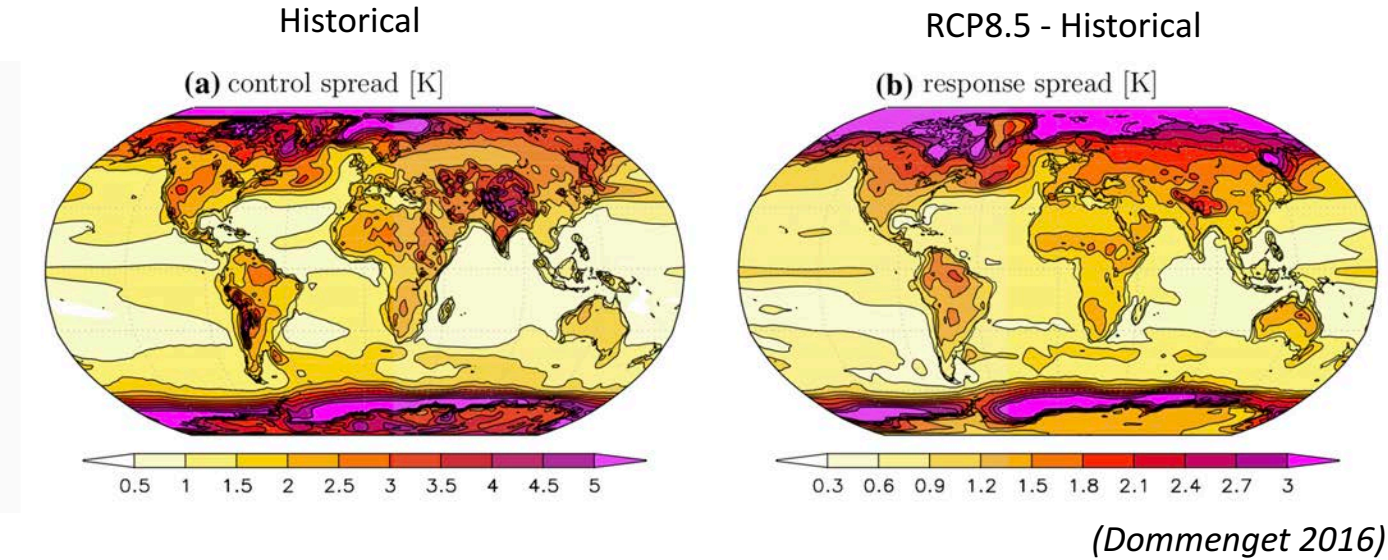 Historical
RCP8.5 - Historical
(a) control spread [K]
(b) response spread [K]
0.5 1 1.5 2 2.5 3 3.5 4 4.5 5
0.3 0.6 0.9 1.2 1.5 1.8 2.1 2.4 2.7 3
(Dommenget 2016)